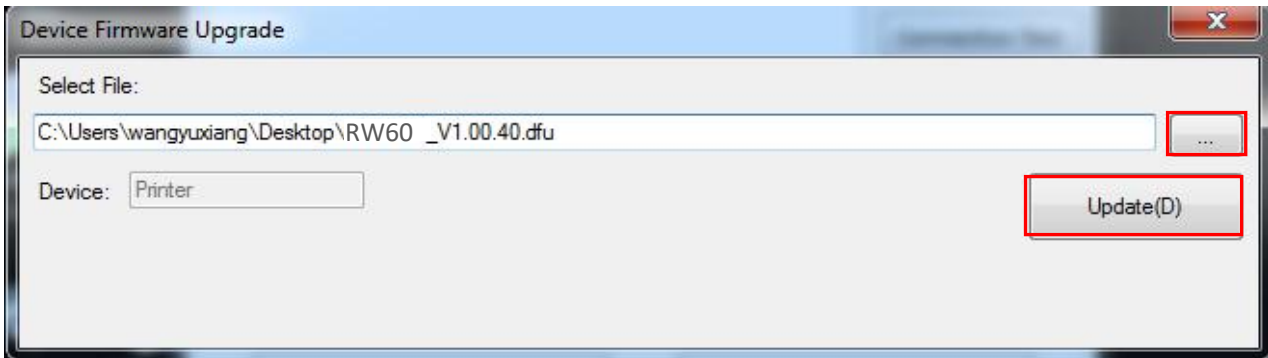 Device Firmware Upgrade
Select File:
C:\Users\wangyuxiang\Desktop\RW60 _V1.00.40.dfu
...
Device: Printer
Update(D)